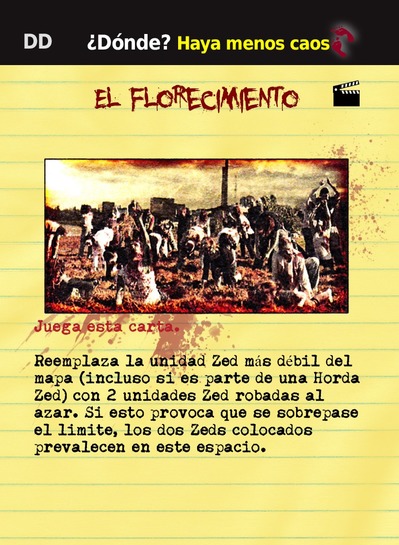 DD
¿Dónde? Haya menos caos
EL FLORECIMIENTO
Juega esta carta.
Reemplaza la unidad Zed más débil del
mapa (incluso si es parte de una Horda
Zed) con 2 unidades Zed robadas al
azar. Si esto provoca que se sobrepase
el limite, los dos Zeds colocados
prevalecen en este espacio.